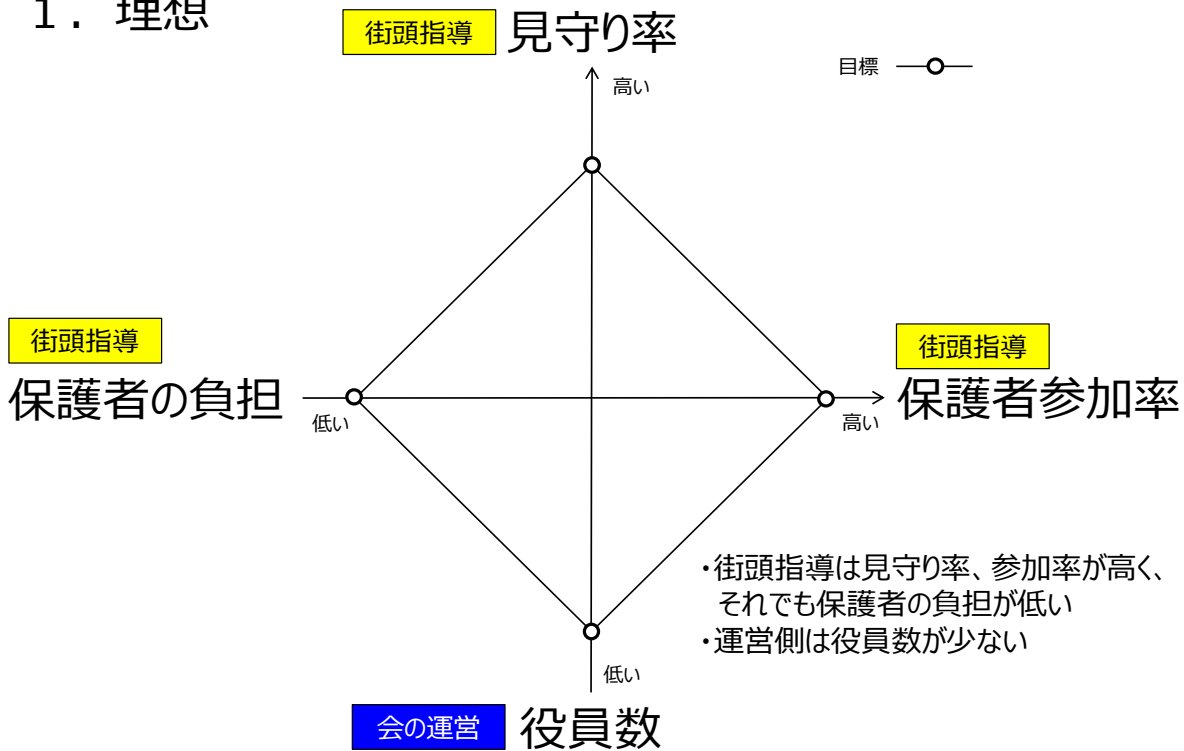 １．理想
街頭指導 見守り率
目標
高い
街頭指導
保護者の負担
低い
街頭指導
保護者参加率
高い
・街頭指導は見守り率、参加率が高く、
それでも保護者の負担が低い
・運営側は役員数が少ない
低い
会の運営 役員数